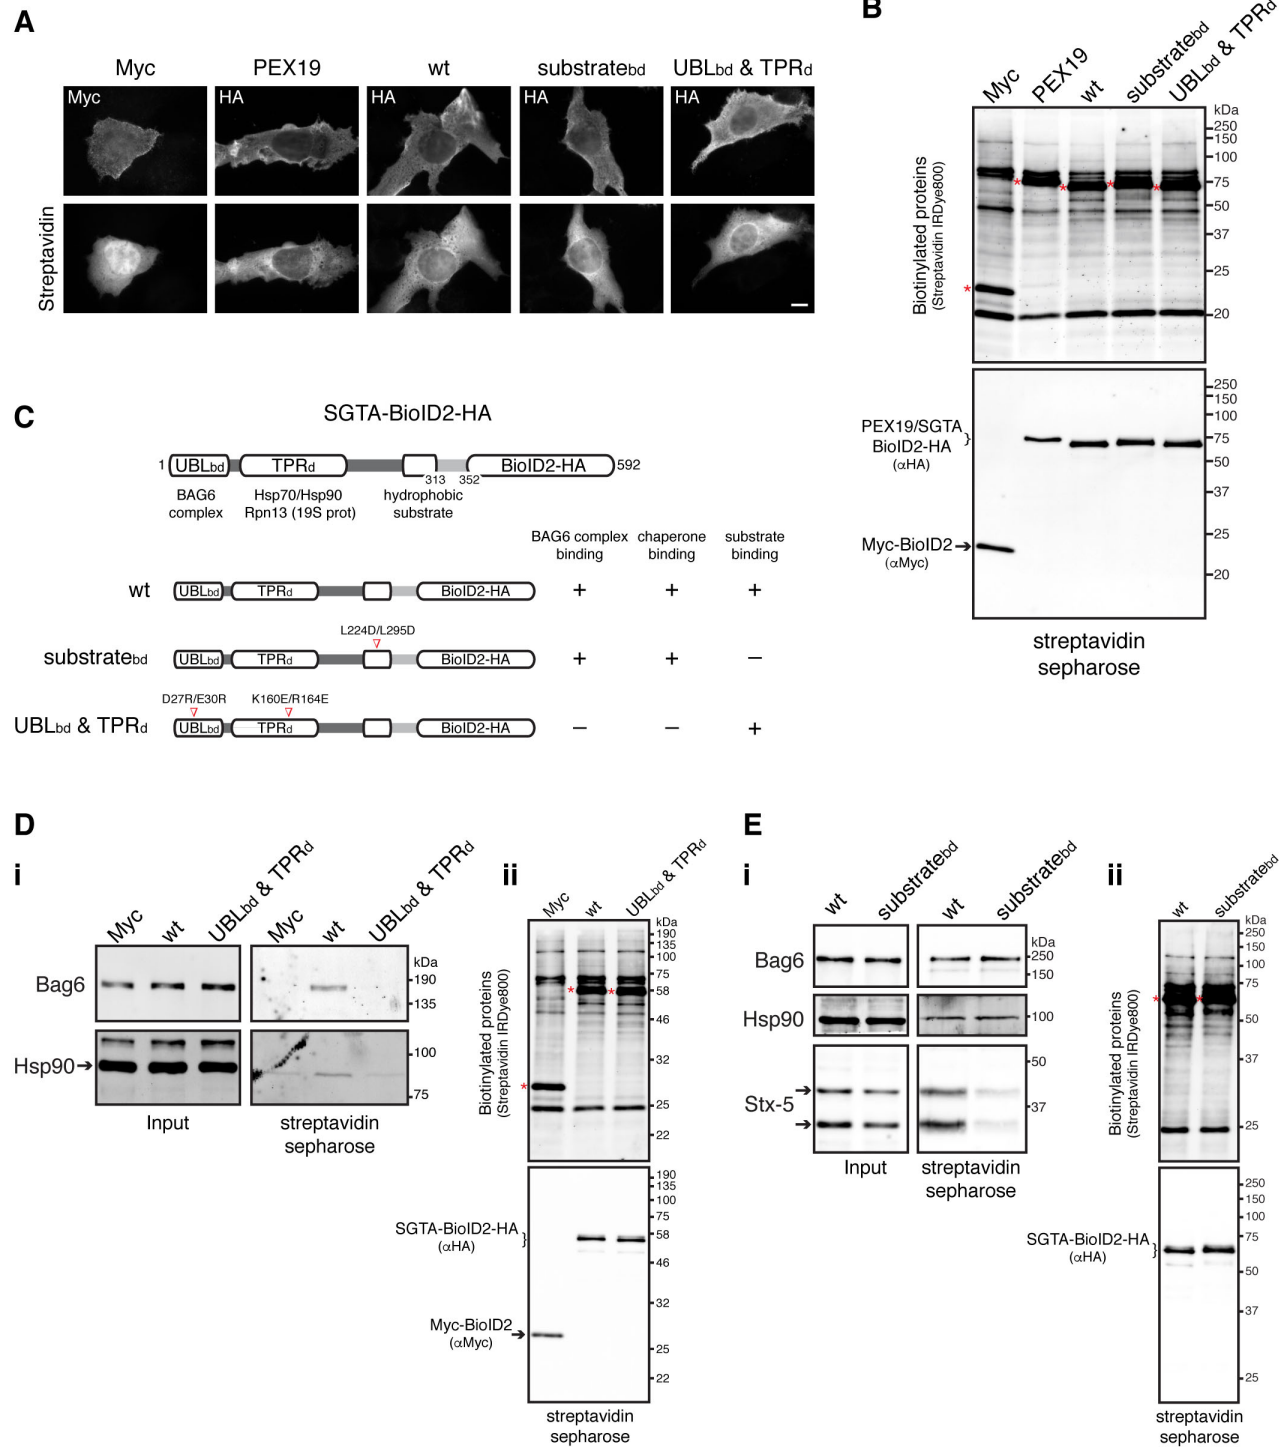 A
Myc
PEX19
wt
substratebd
UBLbd & TPRd
Myc
HA
HA
HA
HA
Streptavidin
B
Myc
PEX19
wt
substratebd
UBLbd & TPRd
kDa
250
150
100
75
50
37
25
20
Biotinylated proteins
(Streptavidin IRDye800)
*
*
*
*
*
PEX19/SGTA
BioID2-HA
(αHA)
}
Myc-BioID2
(αMyc)
250
150
100
75
50
37
25
20
streptavidin
sepharose
C
SGTA-BioID2-HA
1
UBLbd
TPRd
BioID2-HA
592
313
352
BAG6
complex
Hsp70/Hsp90
Rpn13 (19S prot)
hydrophobic
substrate
BAG6 complex
binding
chaperone
binding
substrate
binding
wt
UBLbd
TPRd
BioID2-HA
+
+
+
L224D/L295D
substratebd
UBLbd
TPRd
BioID2-HA
+
+
−
D27R/E30R
K160E/R164E
UBLbd & TPRd
UBLbd
TPRd
BioID2-HA
−
−
+
D
i
Myc
wt
UBLbd & TPRd
Myc
wt
UBLbd & TPRd
kDa
Bag6
190
135
Hsp90
100
75
Input
streptavidin
sepharose
ii
Myc
wt
UBLbd & TPRd
kDa
190
135
100
75
58
46
32
25
22
Biotinylated proteins
(Streptavidin IRDye800)
*
*
*
SGTA-BioID2-HA
(αHA)
}
Myc-BioID2
(αMyc)
190
135
100
75
58
46
32
25
22
streptavidin
sepharose
E
i
wt
substratebd
wt
substratebd
kDa
Bag6
250
150
Hsp90
100
Stx-5
50
37
Input
streptavidin
sepharose
ii
wt
substratebd
kDa
250
150
100
75
50
37
25
Biotinylated proteins
(Streptavidin IRDye800)
*
*
SGTA-BioID2-HA
(αHA)
}
250
150
100
75
50
37
25
streptavidin
sepharose